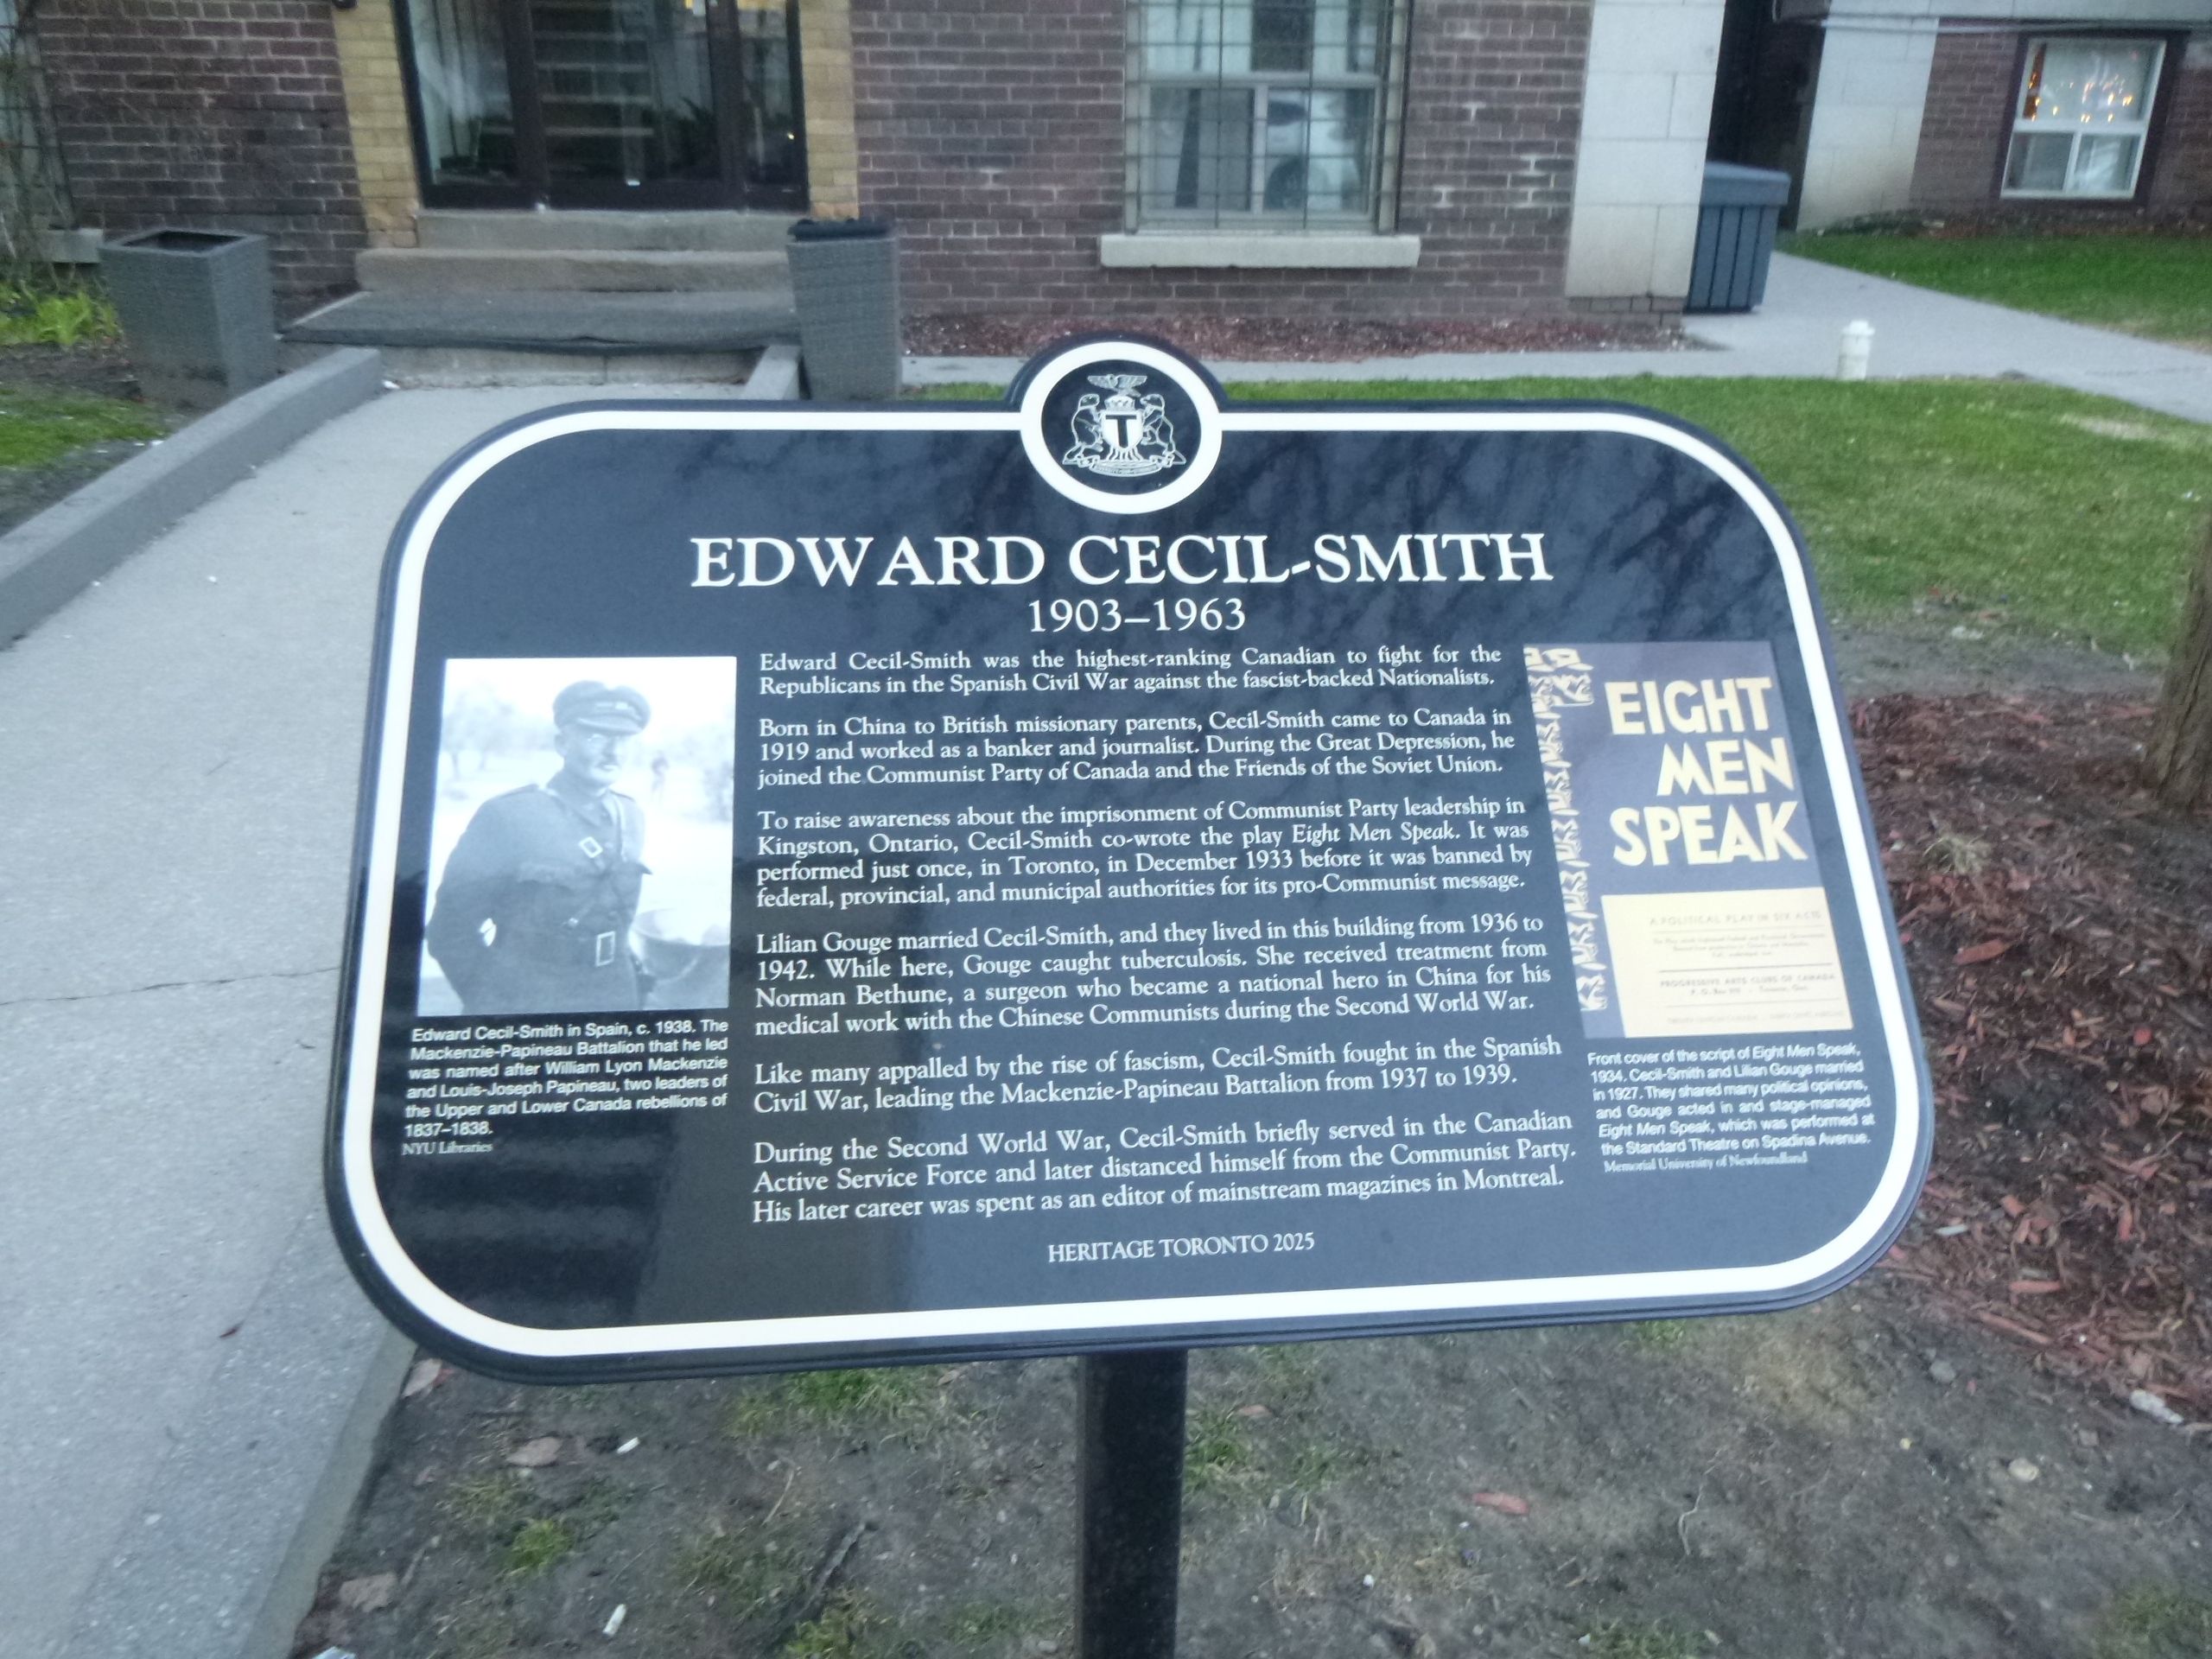 T
EDWARD CECIL-SMITH
1903–1963
Edward Cecil-Smith was the highest-ranking Canadian to fight for the
Republicans in the Spanish Civil War against the fascist-backed Nationalists.
Born in China to British missionary parents, Cecil-Smith came to Canada in
1919 and worked as a banker and journalist. During the Great Depression, he
joined the Communist Party of Canada and the Friends of the Soviet Union.
To raise awareness about the imprisonment of Communist Party leadership in
Kingston, Ontario, Cecil-Smith co-wrote the play Eight Men Speak. It was
performed just once, in Toronto, in December 1933 before it was banned by
federal, provincial, and municipal authorities for its pro-Communist message.
Lilian Gouge married Cecil-Smith, and they lived in this building from 1936 to
1942. While here, Gouge caught tuberculosis. She received treatment from
Norman Bethune, a surgeon who became a national hero in China for his
medical work with the Chinese Communists during the Second World War.
Like many appalled by the rise of fascism, Cecil-Smith fought in the Spanish
Civil War, leading the Mackenzie-Papineau Battalion from 1937 to 1939.
During the Second World War, Cecil-Smith briefly served in the Canadian
Active Service Force and later distanced himself from the Communist Party.
His later career was spent as an editor of mainstream magazines in Montreal.
HERITAGE TORONTO 2025
Edward Cecil-Smith in Spain, c. 1938. The
Mackenzie-Papineau Battalion that he led
was named after William Lyon Mackenzie
and Louis-Joseph Papineau, two leaders of
the Upper and Lower Canada rebellions of
1837–1838.
NYU Libraries
EIGHT
MEN
SPEAK
A POLITICAL PLAY IN SIX ACTS
PROGRESSIVE ARTS CLUBS OF CANADA
Front cover of the script of Eight Men Speak,
1934. Cecil-Smith and Lilian Gouge married
in 1927. They shared many political opinions,
and Gouge acted in and stage-managed
Eight Men Speak, which was performed at
the Standard Theatre on Spadina Avenue.
Memorial University of Newfoundland